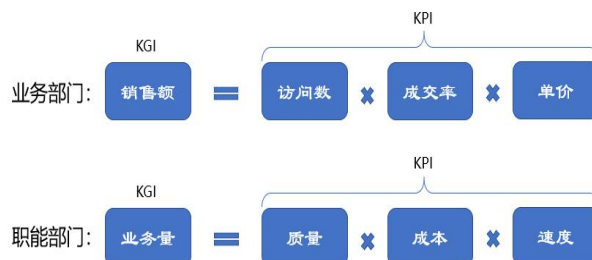 KGI KPI
业务部门： 销售额 = 访问数 × 成交率 × 单价
KGI KPI
职能部门： 业务量 = 质量 × 成本 × 速度